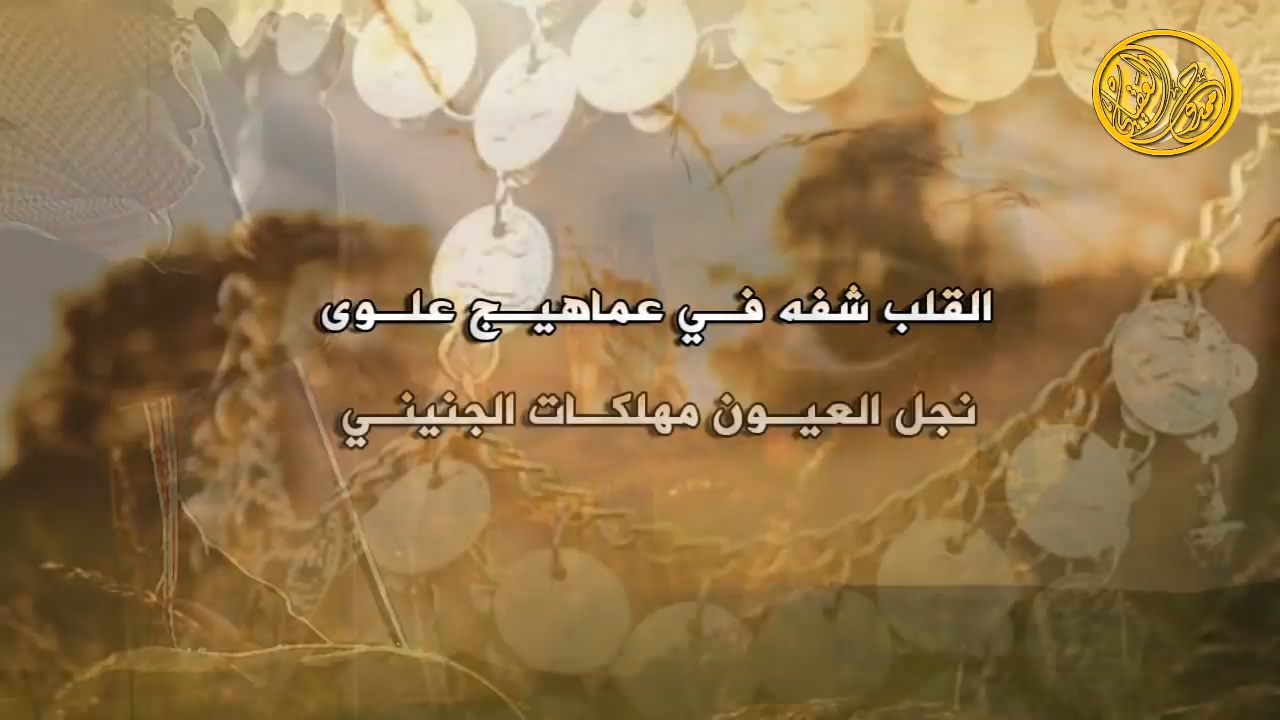 القلب شفه في عماهيج علوى
نجل العيون مهلكات الجنيني